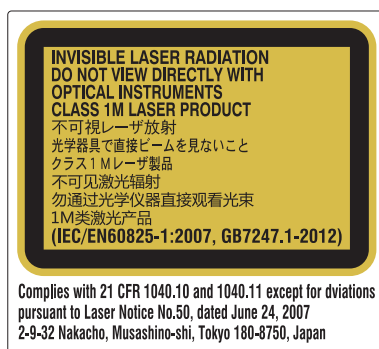 INVISIBLE LASER RADIATION
DO NOT VIEW DIRECTLY WITH
OPTICAL INSTRUMENTS
CLASS 1M LASER PRODUCT
不可視レーザ放射
光学器具で直接ビームを見ないこと
クラス1Mレーザ製品
不可见激光辐射
勿通过光学仪器直接观看光束
1M类激光产品
(IEC/EN60825-1:2007, GB7247.1-2012)
Complies with 21 CFR 1040.10 and 1040.11 except for dviations
pursuant to Laser Notice No.50, dated June 24, 2007
2-9-32 Nakacho, Musashino-shi, Tokyo 180-8750, Japan